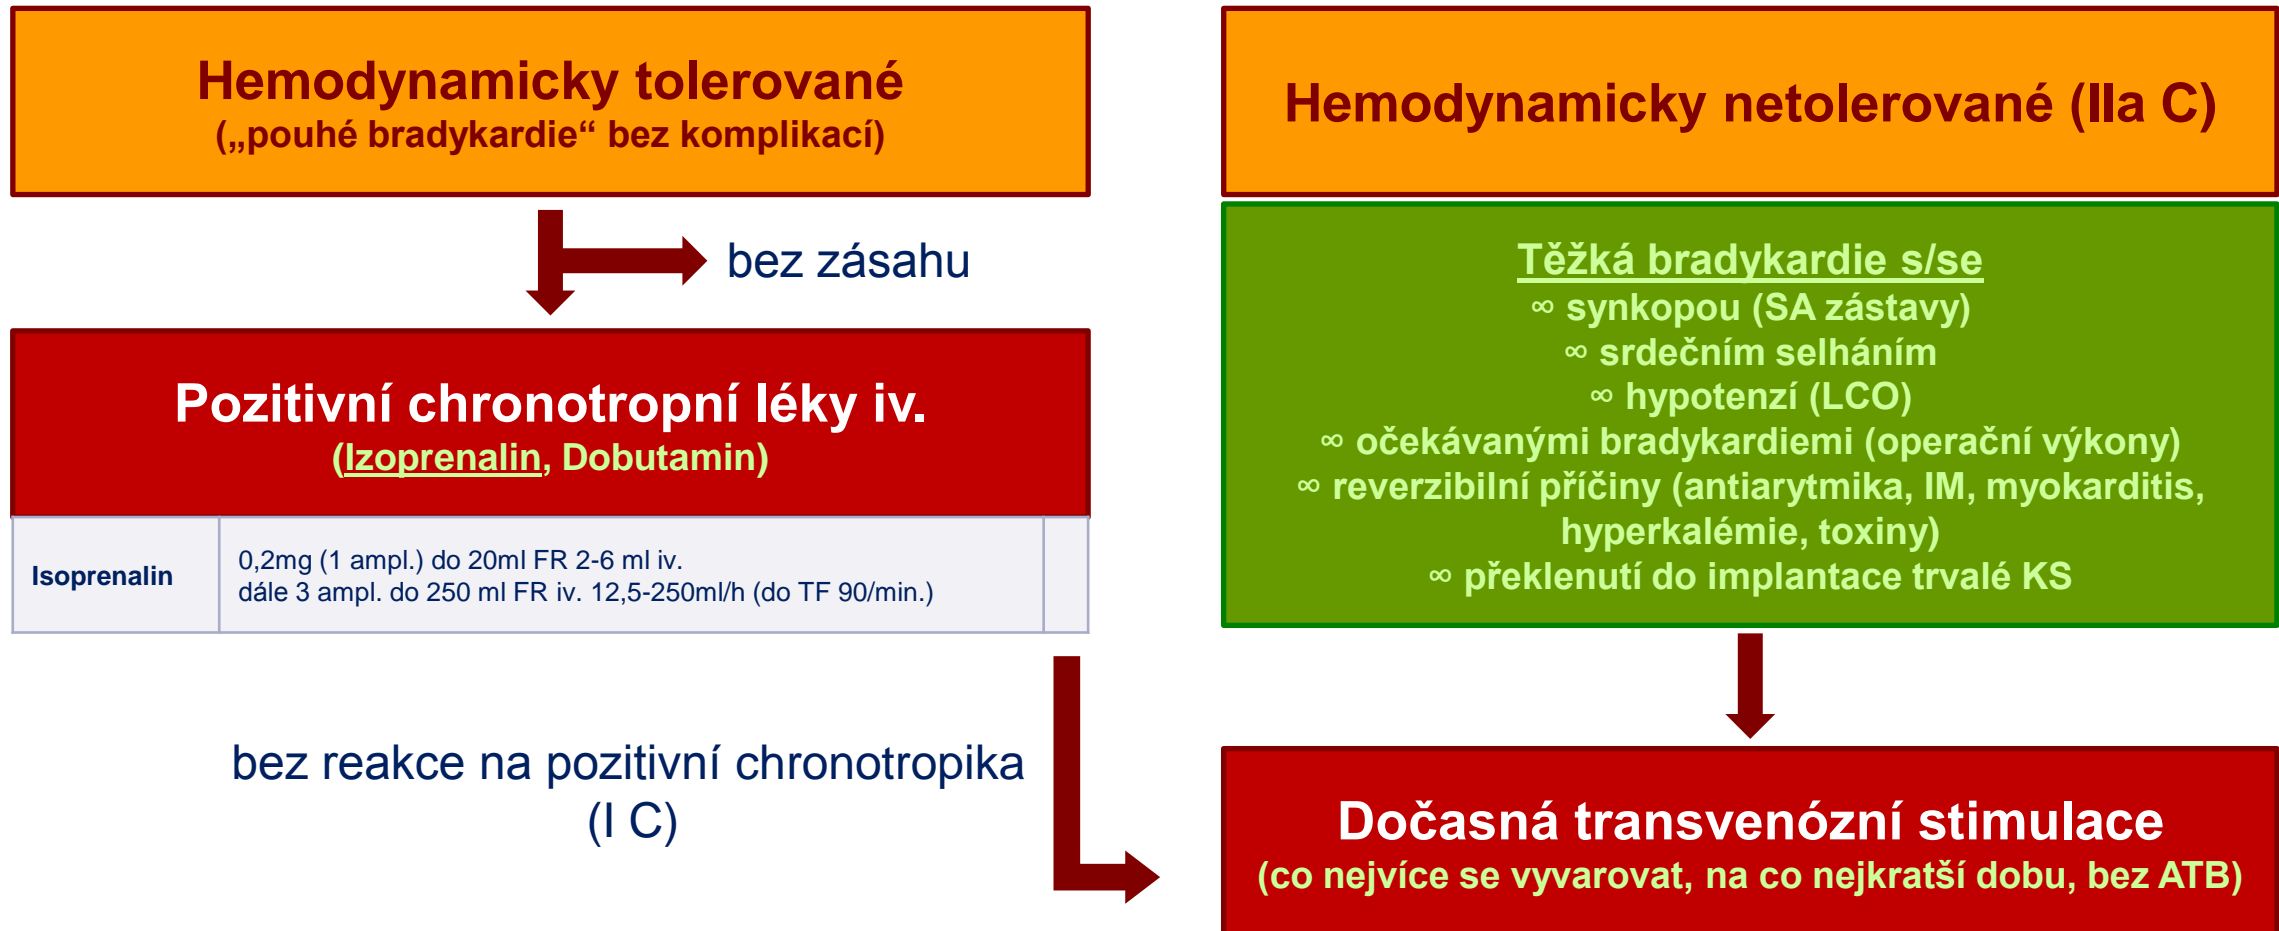 Hemodynamicky tolerované
(„pouhé bradykardie“ bez komplikací)
bez zásahu
Pozitivní chronotropní léky iv.
(Izoprenalin, Dobutamin)
Isoprenalin
0,2mg (1 ampl.) do 20ml FR 2-6 ml iv.
dále 3 ampl. do 250 ml FR iv. 12,5-250ml/h (do TF 90/min.)
bez reakce na pozitivní chronotropika
(I C)
Hemodynamicky netolerované (IIa C)
Těžká bradykardie s/se
∞ synkopou (SA zástavy)
∞ srdečním selháním
∞ hypotenzí (LCO)
∞ očekávanými bradykardiemi (operační výkony)
∞ reverzibilní příčiny (antiarytmika, IM, myokarditis,
hyperkalémie, toxiny)
∞ překlenutí do implantace trvalé KS
Dočasná transvenózní stimulace
(co nejvíce se vyvarovat, na co nejkratší dobu, bez ATB)